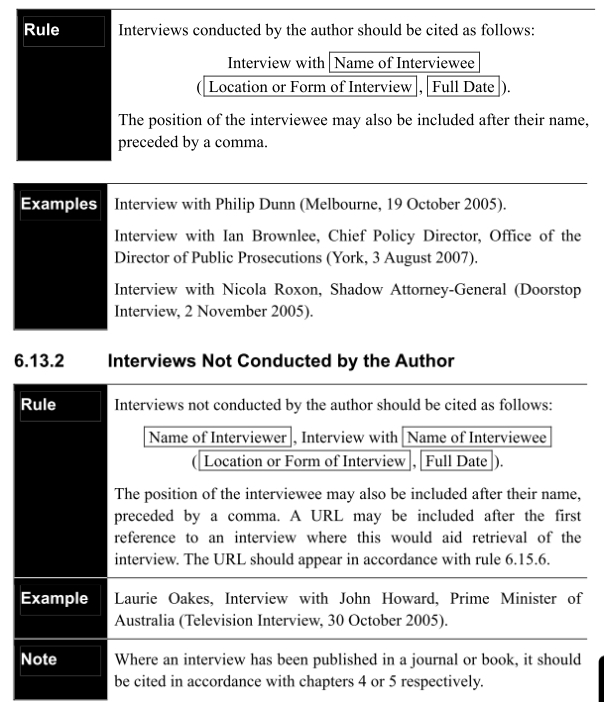 Rule
Interviews conducted by the author should be cited as follows:
Interview with Name of Interviewee
( Location or Form of Interview , Full Date ).
The position of the interviewee may also be included after their name,
preceded by a comma.
Examples
Interview with Philip Dunn (Melbourne, 19 October 2005).
Interview with Ian Brownlee, Chief Policy Director, Office of the
Director of Public Prosecutions (York, 3 August 2007).
Interview with Nicola Roxon, Shadow Attorney-General (Doorstop
Interview, 2 November 2005).
6.13.2 Interviews Not Conducted by the Author
Rule
Interviews not conducted by the author should be cited as follows:
Name of Interviewer , Interview with Name of Interviewee
( Location or Form of Interview , Full Date ).
The position of the interviewee may also be included after their name,
preceded by a comma. A URL may be included after the first
reference to an interview where this would aid retrieval of the
interview. The URL should appear in accordance with rule 6.15.6.
Example
Laurie Oakes, Interview with John Howard, Prime Minister of
Australia (Television Interview, 30 October 2005).
Note
Where an interview has been published in a journal or book, it should
be cited in accordance with chapters 4 or 5 respectively.